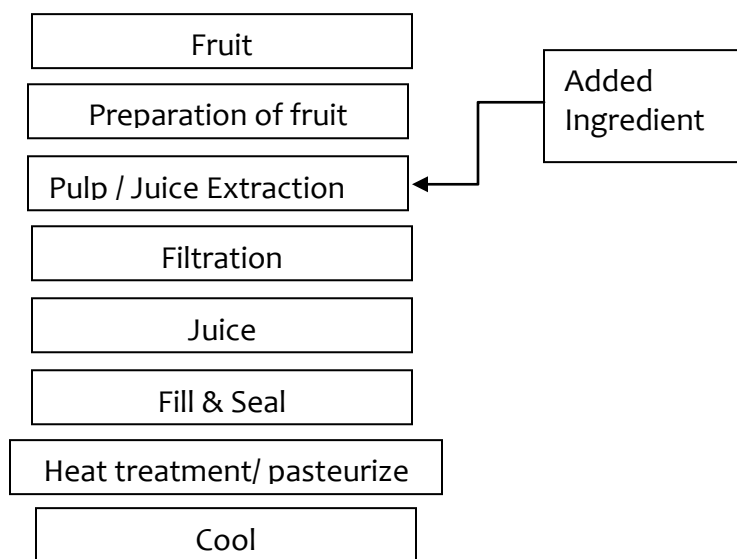 Fruit
Preparation of fruit
Pulp / Juice Extraction
Filtration
Juice
Fill & Seal
Heat treatment/ pasteurize
Cool
Added
Ingredient